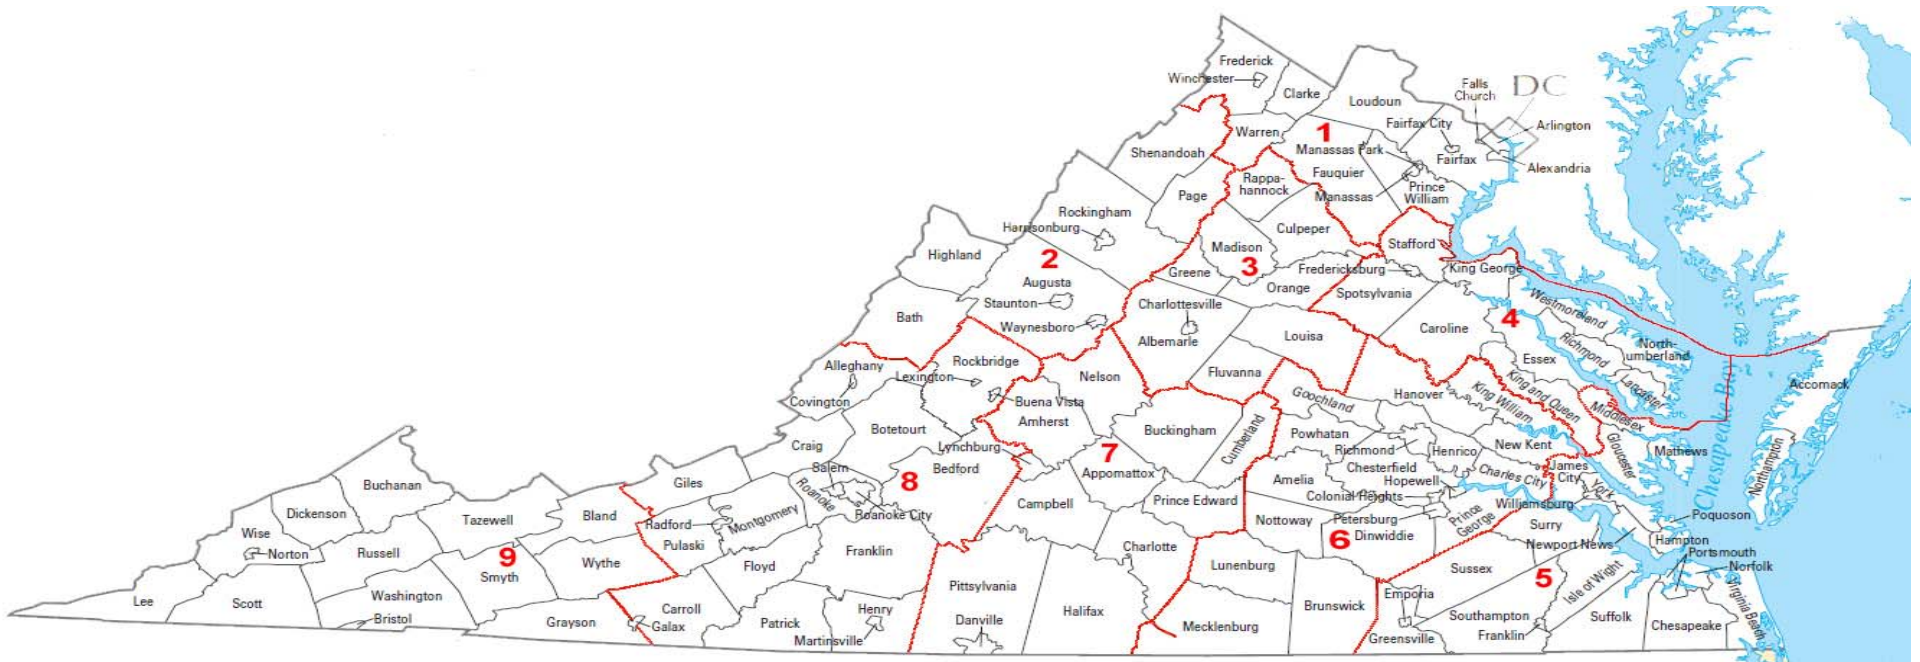 Frederick
Winchester
Clarke
Loudoun
Falls
Church
DC
Fairfax City
Arlington
Warren
1
Shenandoah
Manassas Park
Fairfax
Alexandria
Rappa-
hannock
Fauquier
Page
Manassas
Prince
William
Rockingham
Harrisonburg
Culpeper
Highland
2
Madison
Stafford
Augusta
Greene
3
Fredericksburg
King George
Staunton
Charlottesville
Orange
Spotsylvania
Westmoreland
Bath
Waynesboro
Albemarle
Louisa
Caroline
4
Richmond
North-
umberland
Alleghany
Rockbridge
Essex
Lexington
Nelson
Fluvanna
King and Queen
Lancaster
Chesapeake Bay
Accomack
Covington
Buena Vista
Goochland
Hanover
King William
Middlesex
Botetourt
Amherst
Buckingham
Cumberland
Powhatan
Craig
Lynchburg
7
Richmond
Henrico
New Kent
Gloucester
Mathews
Northampton
Salem
Bedford
Appomattox
Chesterfield
James
City
Buchanan
Giles
Roanoke
8
Amelia
Hopewell
Charles City
York
Dickenson
Campbell
Prince Edward
Colonial Heights
Williamsburg
Tazewell
Bland
Radford
Montgomery
Roanoke City
Nottoway
Petersburg
Prince
George
Poquoson
Wise
Norton
Russell
9
Pulaski
Franklin
Charlotte
6
Dinwiddie
Surry
Newport News
Hampton
Portsmouth
Norfolk
Wythe
Floyd
Lunenburg
Sussex
5
Isle of Wight
Smyth
Pittsylvania
Lee
Scott
Washington
Bristol
Grayson
Carroll
Galax
Patrick
Henry
Martinsville
Danville
Halifax
Mecklenburg
Brunswick
Emporia
Greensville
Southampton
Franklin
Suffolk
Chesapeake
Virginia Beach